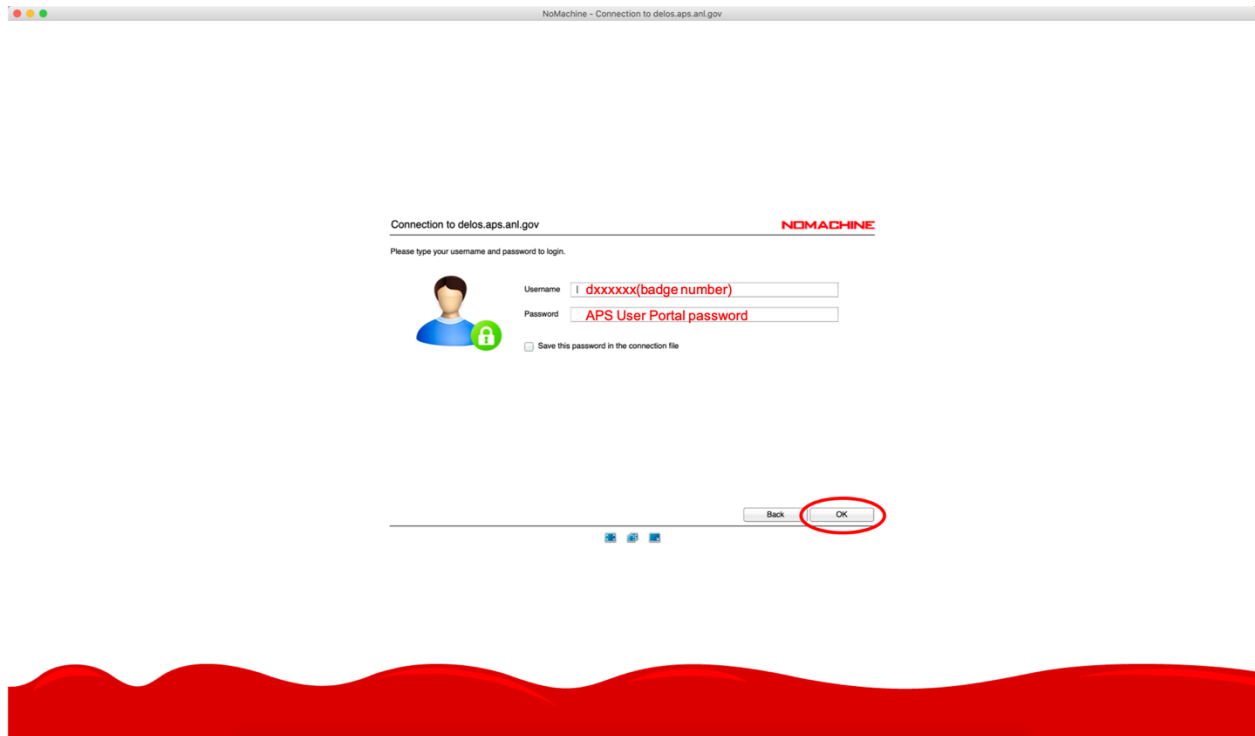 NoMachine - Connection to delos.aps.anl.gov
Connection to delos.aps.anl.gov NOMACHINE
Please type your username and password to login.
Username dxxxxxx(badge number)
Password APS User Portal password
Save this password in the connection file
Back OK